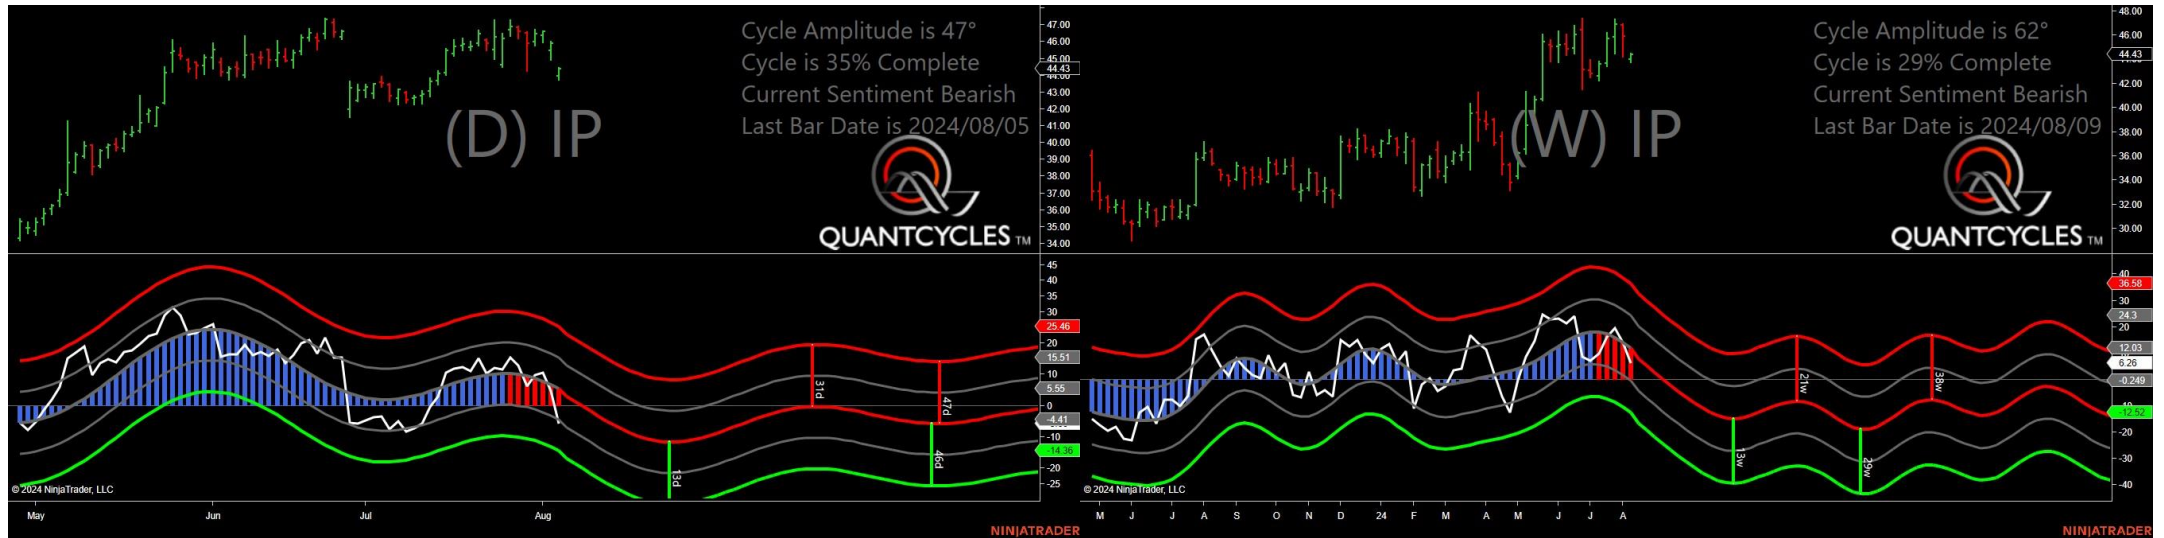 Cycle Amplitude is 47°
Cycle is 35% Complete
Current Sentiment Bearish
Last Bar Date is 2024/08/05
(D) IP
QUANTCYCLES TM
47.00
46.00
45.00
44.43
44.00
43.00
42.00
41.00
40.00
39.00
38.00
37.00
36.00
35.00
34.00
45
40
35
30
25.46
20
15.51
10
5.55
0
-4.41
-10
-14.36
-20
-25
31d
47d
13d
46d
© 2024 NinjaTrader, LLC
May Jun Jul Aug
NINJATRADER
Cycle Amplitude is 62°
Cycle is 29% Complete
Current Sentiment Bearish
Last Bar Date is 2024/08/09
(W) IP
QUANTCYCLES TM
48.00
46.00
44.43
42.00
40.00
38.00
36.00
34.00
32.00
30.00
40
36.58
30
24.3
20
12.03
6.26
-0.249
-12.52
-20
-30
-40
21w
38w
13w
29w
© 2024 NinjaTrader, LLC
M J J A S O N D 24 F M A M J J A
NINJATRADER